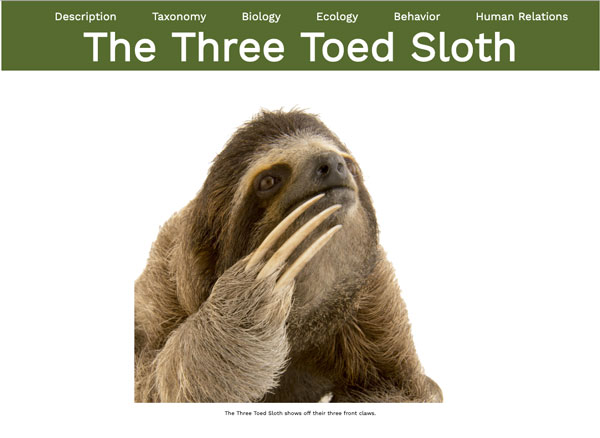 Description Taxonomy Biology Ecology Behavior Human Relations
The Three Toed Sloth
The Three Toed Sloth shows off their three front claws.